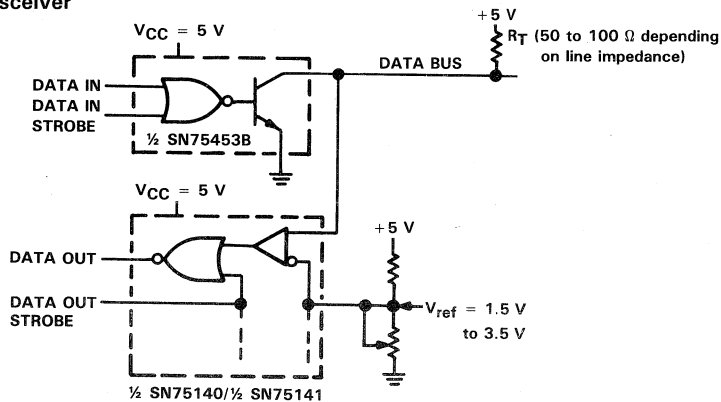 sceiver
+5 V
VCC = 5 V
RT (50 to 100 Ω depending
on line impedance)
DATA BUS
DATA IN
DATA IN
STROBE
½ SN75453B
VCC = 5 V
+5 V
DATA OUT
DATA OUT
STROBE
Vref = 1.5 V
to 3.5 V
½ SN75140/½ SN75141